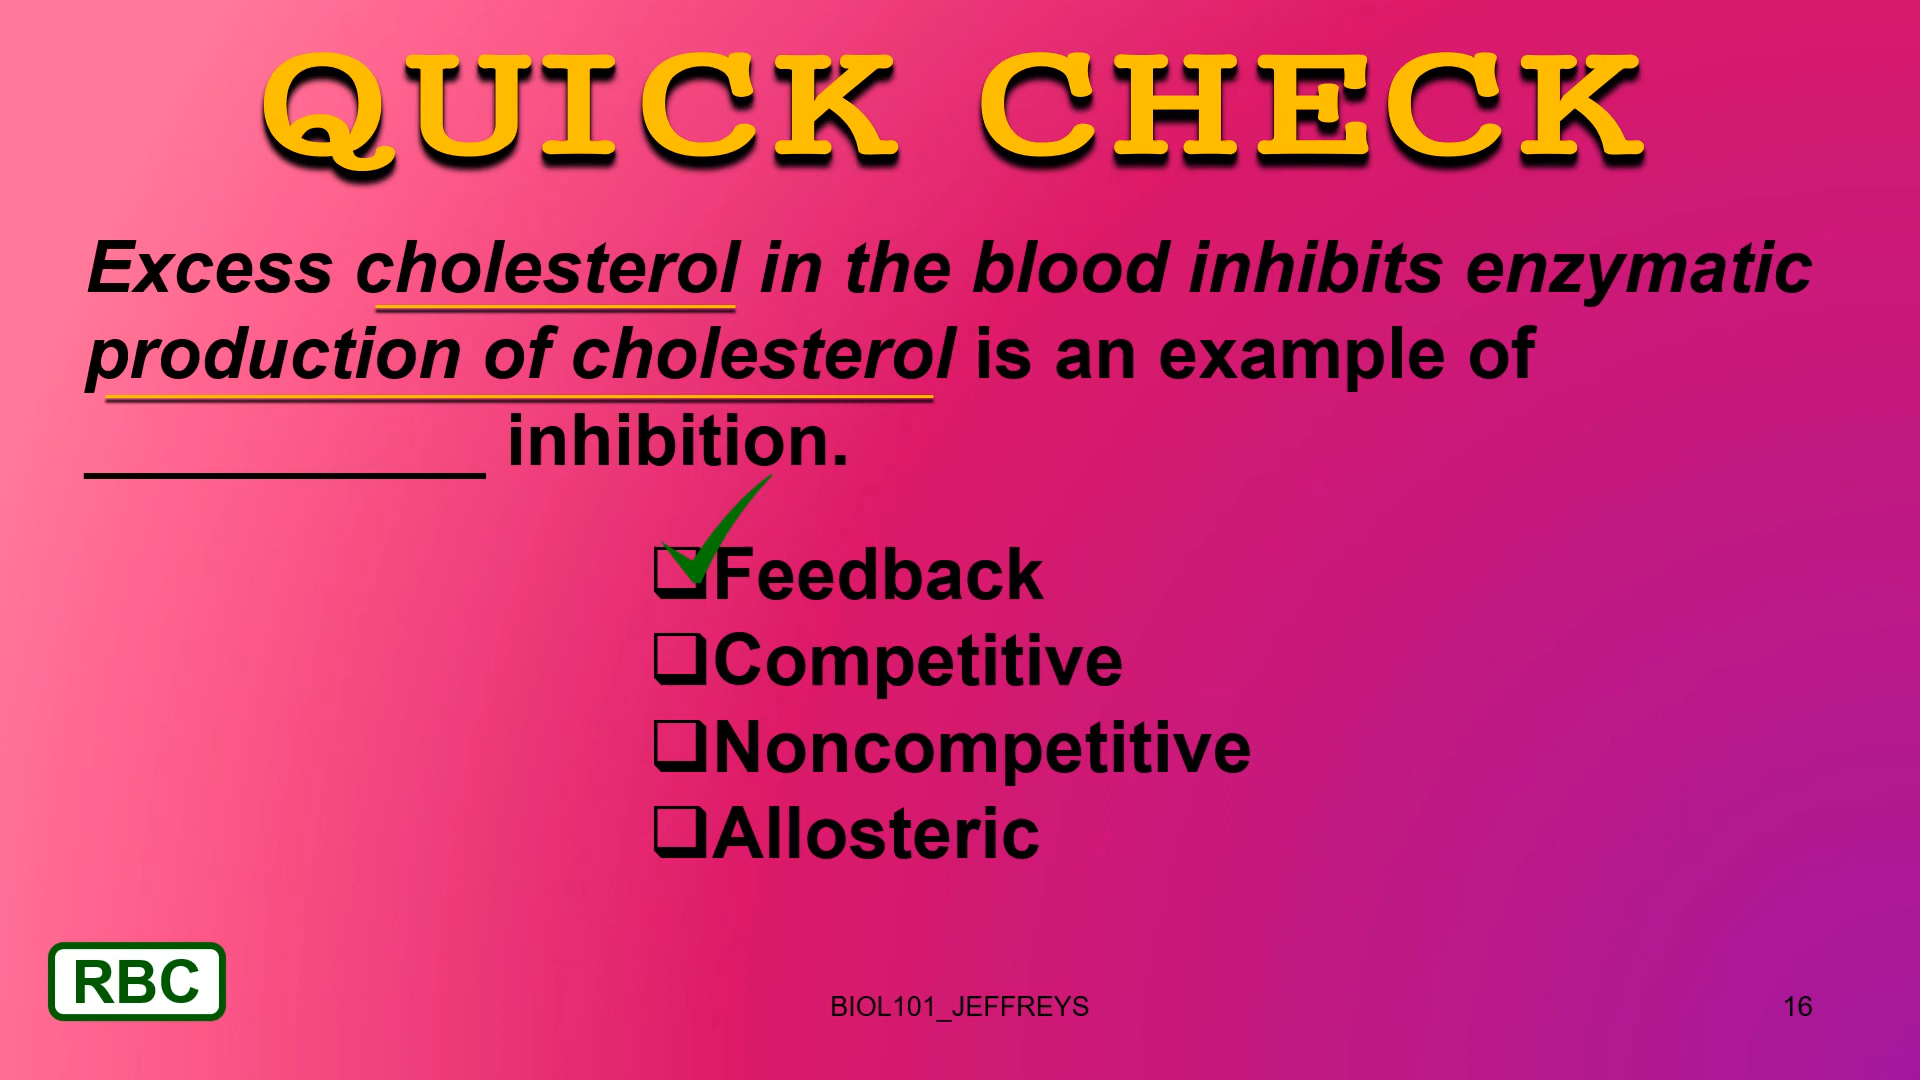 QUICK CHECK
Excess cholesterol in the blood inhibits enzymatic
production of cholesterol is an example of
___________ inhibition.
❑Feedback
❑Competitive
❑Noncompetitive
❑Allosteric
RBC
BIOL101_JEFFREYS
16